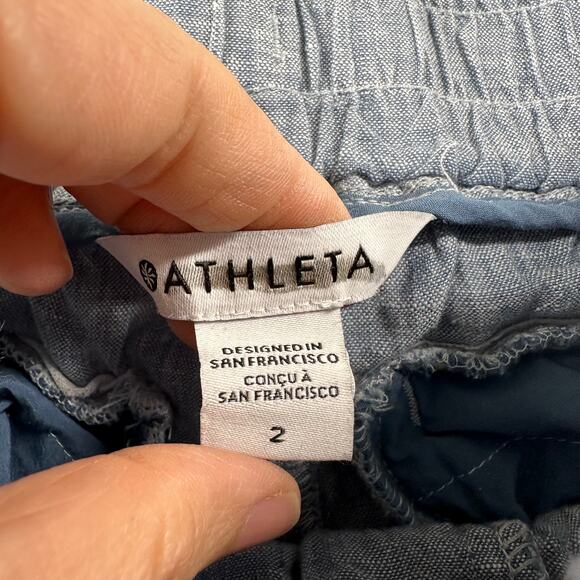 ATHLETA
DESIGNED IN
SAN FRANCISCO
CONÇU À
SAN FRANCISCO
2